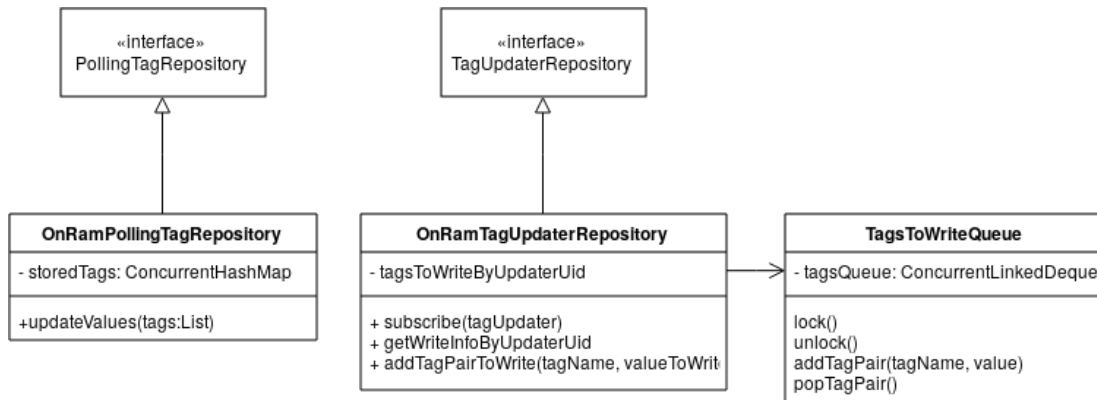 «interface»
PollingTagRepository
«interface»
TagUpdaterRepository
OnRamPollingTagRepository
- storedTags: ConcurrentHashMap
+updateValues(tags:List)
OnRamTagUpdaterRepository
- tagsToWriteByUpdaterUid
+ subscribe(tagUpdater)
+ getWriteInfoByUpdaterUid
+ addTagPairToWrite(tagName, valueToWrit
TagsToWriteQueue
- tagsQueue: ConcurrentLinkedDeque
lock()
unlock()
addTagPair(tagName, value)
popTagPair()